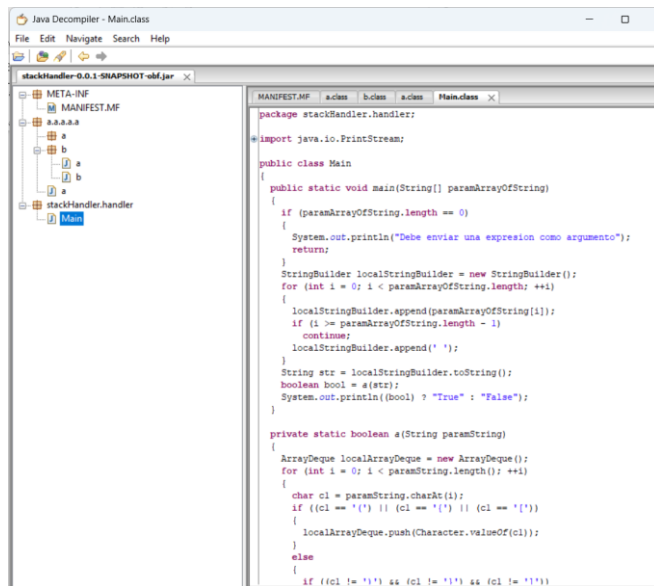 Java Decompiler - Main.class
File Edit Navigate Search Help
stackHandler-0.0.1-SNAPSHOT-obf.jar
META-INF
MANIFEST.MF
a.a.a.a.a
a
b
a
b
a
stackHandler.handler
Main
MANIFEST.MF a.class b.class a.class Main.class
package stackHandler.handler;
import java.io.PrintStream;
public class Main
{
public static void main(String[] paramArrayOfString)
{
if (paramArrayOfString.length == 0)
{
System.out.println("Debe enviar una expresion como argumento");
return;
}
StringBuilder localStringBuilder = new StringBuilder();
for (int i = 0; i < paramArrayOfString.length; ++i)
{
localStringBuilder.append(paramArrayOfString[i]);
if (i >= paramArrayOfString.length - 1)
continue;
localStringBuilder.append(' ');
}
String str = localStringBuilder.toString();
boolean bool = a(str);
System.out.println((bool) ? "True" : "False");
}
private static boolean a(String paramString)
{
ArrayDeque localArrayDeque = new ArrayDeque();
for (int i = 0; i < paramString.length(); ++i)
{
char c1 = paramString.charAt(i);
if ((c1 == '(') || (c1 == '{') || (c1 == '['))
{
localArrayDeque.push(Character.valueOf(c1));
}
else
{
if ((c1 != ')') && (c1 != '}') && (c1 != ']'))